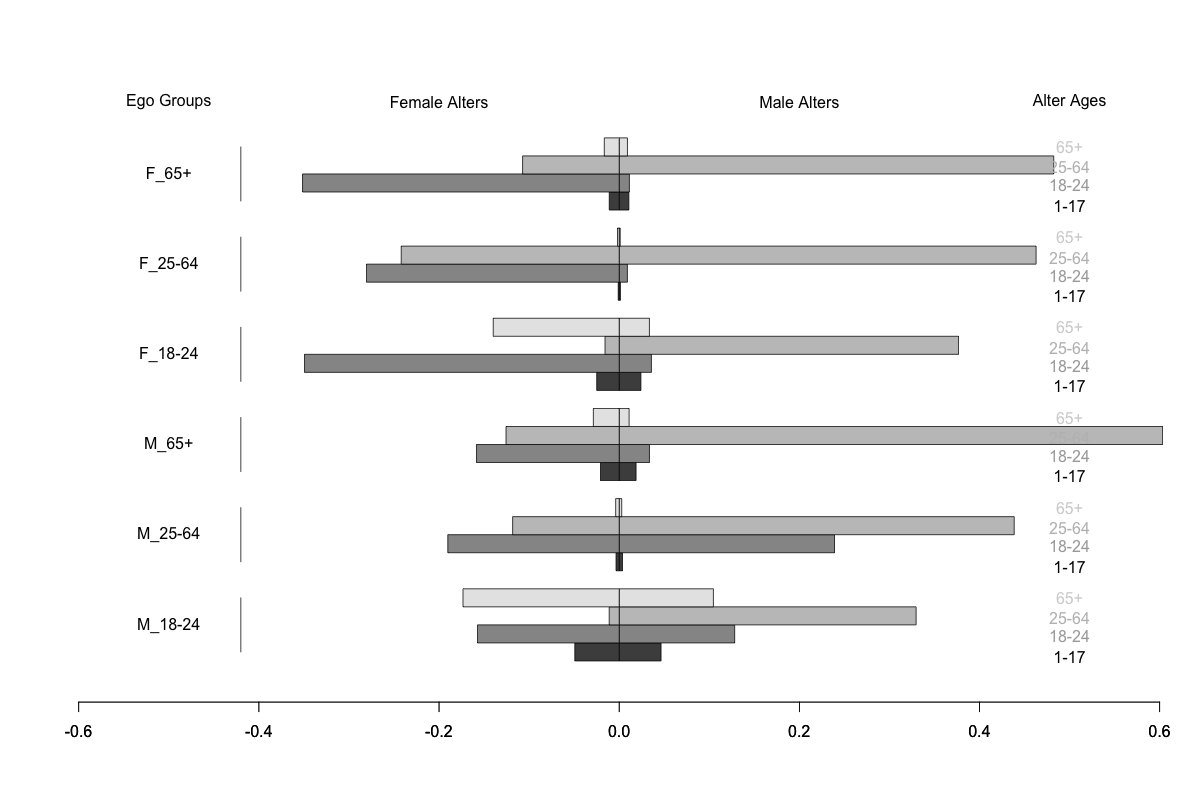 Ego Groups Female Alters Male Alters Alter Ages
65+
F_65+ 25-64
18-24
1-17
65+
F_25-64 25-64
18-24
1-17
65+
F_18-24 25-64
18-24
1-17
65+
M_65+ 25-64
18-24
1-17
65+
M_25-64 25-64
18-24
1-17
65+
M_18-24 25-64
18-24
1-17
-0.6 -0.4 -0.2 0.0 0.2 0.4 0.6